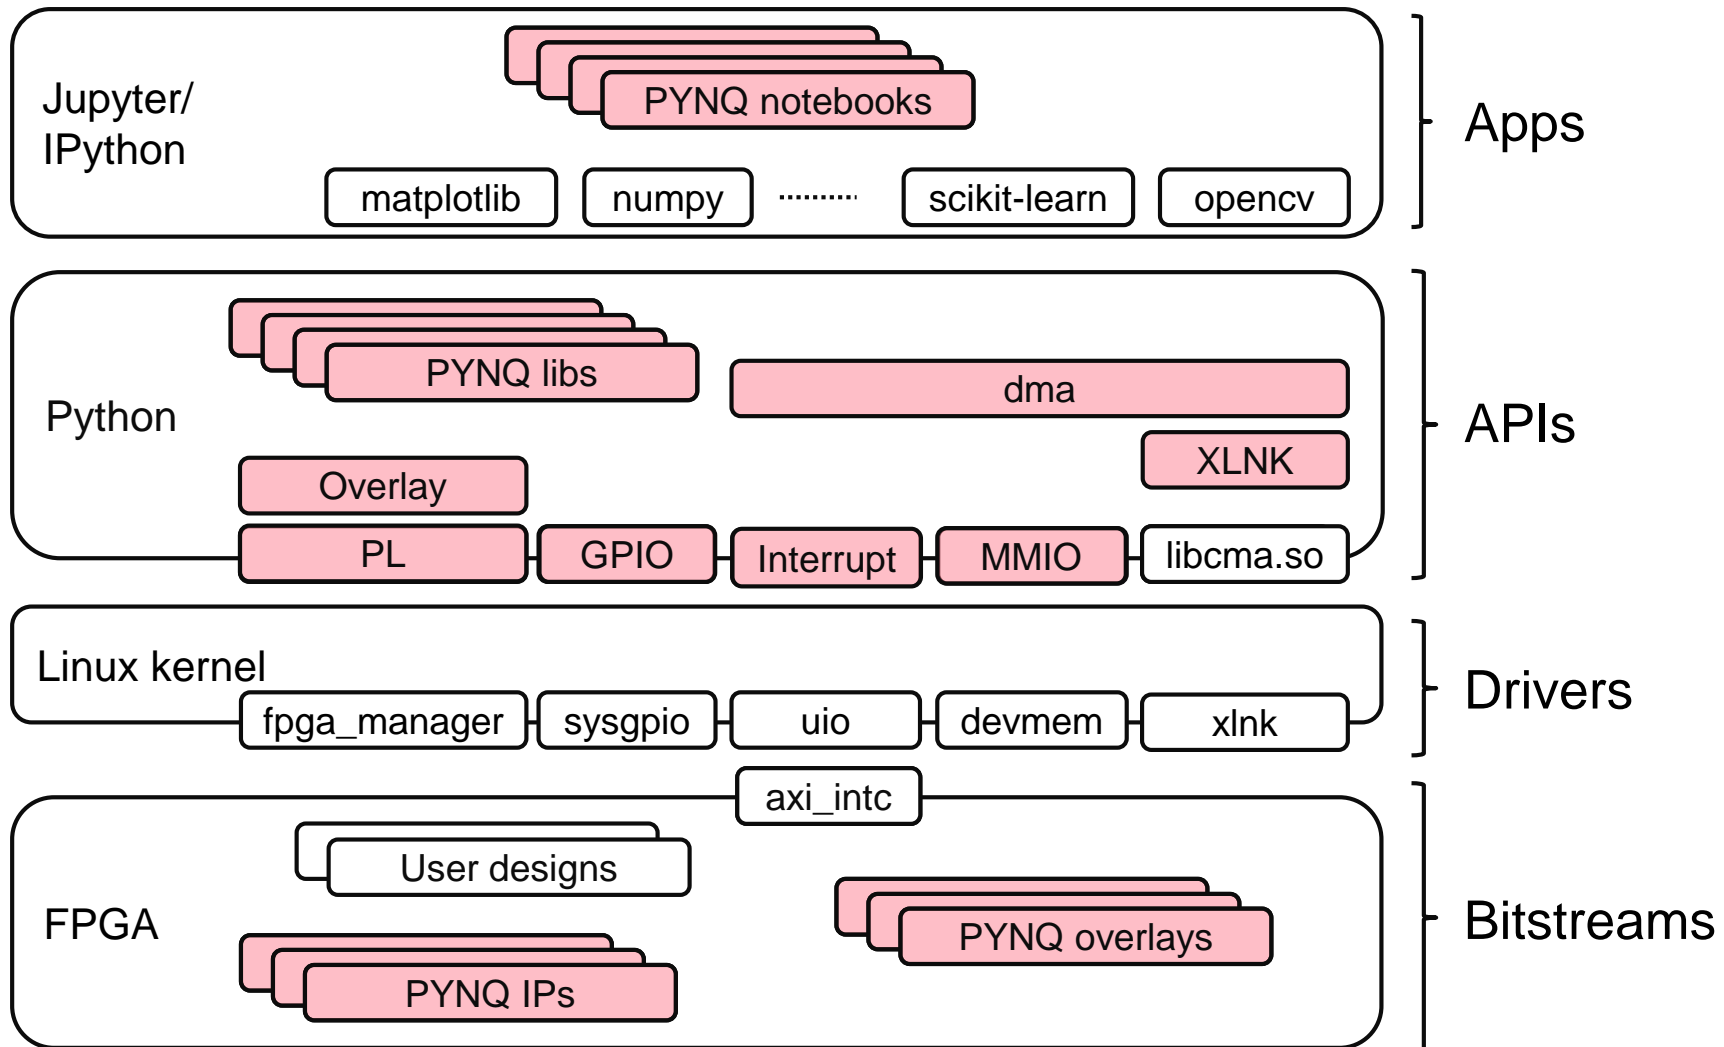 Jupyter/
IPython
PYNQ notebooks
matplotlib
numpy
scikit-learn
opencv
Apps
Python
PYNQ libs
dma
XLNK
Overlay
PL
GPIO
Interrupt
MMIO
libcma.so
APIs
Linux kernel
fpga_manager
sysgpio
uio
devmem
xlnk
Drivers
axi_intc
User designs
FPGA
PYNQ overlays
PYNQ IPs
Bitstreams